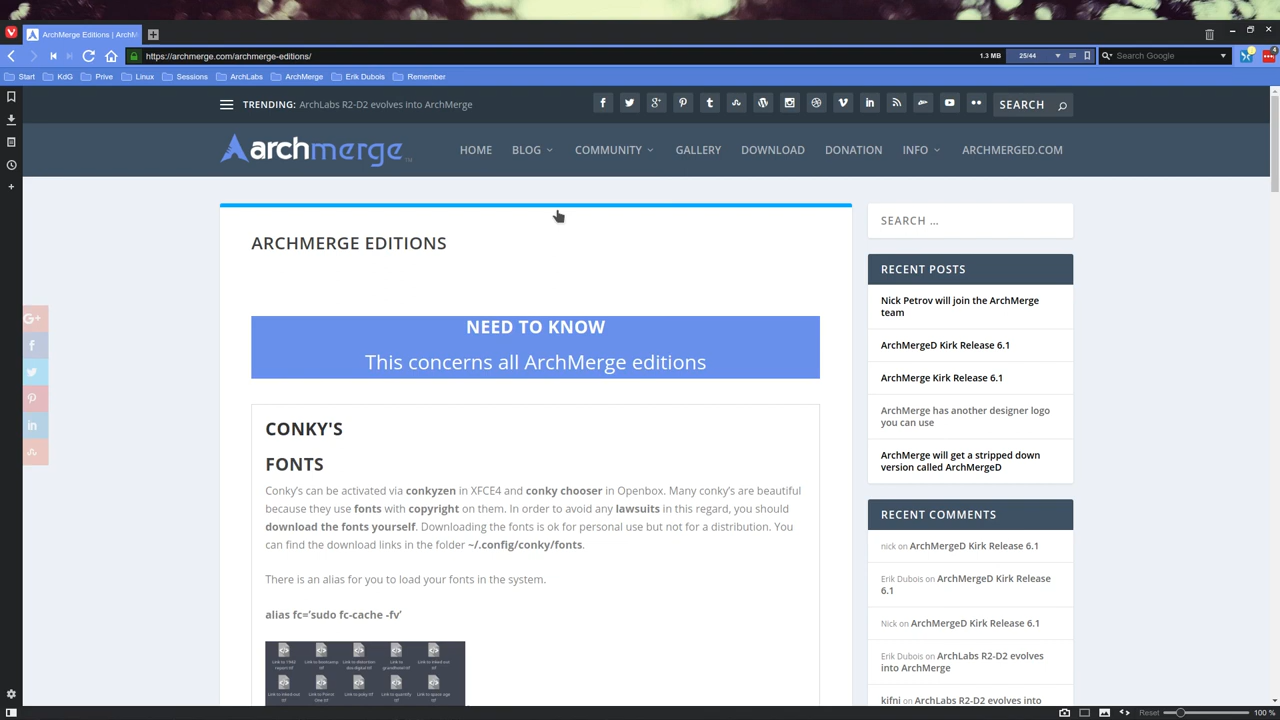 ArchMerge Editions | ArchM
https://archmerge.com/archmerge-editions/
1.3 MB
25/44
Search Google
4
Start
KdG
Prive
Linux
Sessions
ArchLabs
ArchMerge
Erik Dubois
Remember
TRENDING: ArchLabs R2-D2 evolves into ArchMerge
SEARCH
archmerge
HOME
BLOG
COMMUNITY
GALLERY
DOWNLOAD
DONATION
INFO
ARCHMERGED.COM
ARCHMERGE EDITIONS
NEED TO KNOW
This concerns all ArchMerge editions
CONKY'S
FONTS
Conky's can be activated via conkyzen in XFCE4 and conky chooser in Openbox. Many conky's are beautiful
because they use fonts with copyright on them. In order to avoid any lawsuits in this regard, you should
download the fonts yourself. Downloading the fonts is ok for personal use but not for a distribution. You
can find the download links in the folder ~/.config/conky/fonts.
There is an alias for you to load your fonts in the system.
alias fc='sudo fc-cache -fv'
SEARCH …
RECENT POSTS
Nick Petrov will join the ArchMerge
team
ArchMergeD Kirk Release 6.1
ArchMerge Kirk Release 6.1
ArchMerge has another designer logo
you can use
ArchMerge will get a stripped down
version called ArchMergeD
RECENT COMMENTS
nick on ArchMergeD Kirk Release 6.1
Erik Dubois on ArchMergeD Kirk Release
6.1
Nick on ArchMergeD Kirk Release 6.1
Erik Dubois on ArchLabs R2-D2 evolves
into ArchMerge
kifni on ArchLabs R2-D2 evolves into
Reset
100 %